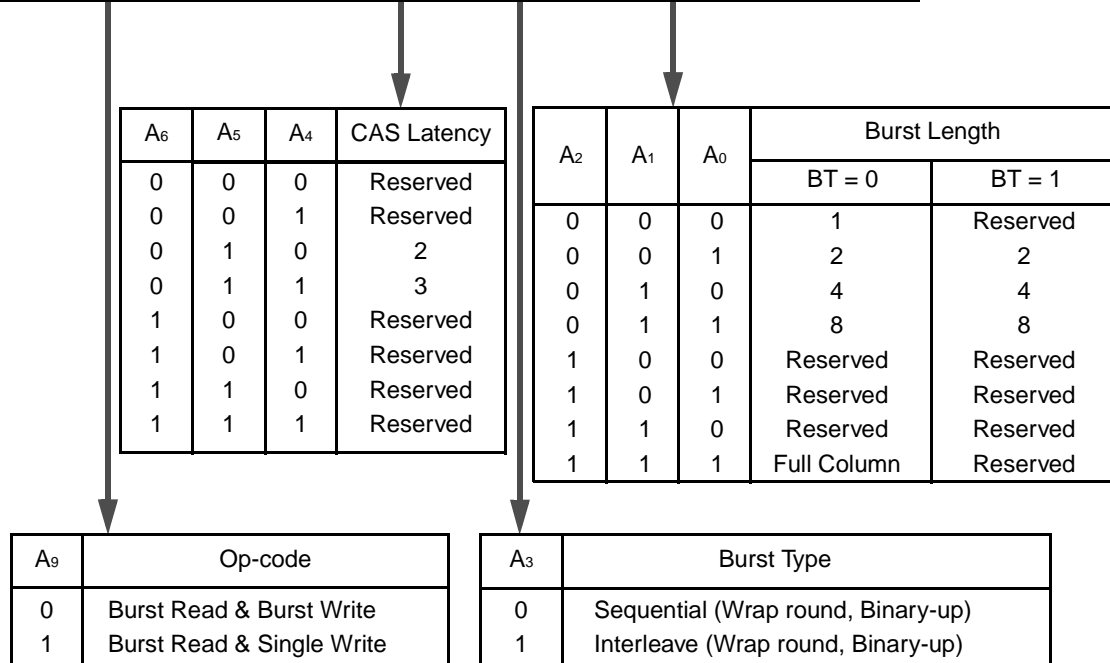 A6 A5 A4 CAS Latency
0 0 0 Reserved
0 0 1 Reserved
0 1 0 2
0 1 1 3
1 0 0 Reserved
1 0 1 Reserved
1 1 0 Reserved
1 1 1 Reserved
A2 A1 A0 Burst Length
BT = 0 BT = 1
0 0 0 1 Reserved
0 0 1 2 2
0 1 0 4 4
0 1 1 8 8
1 0 0 Reserved Reserved
1 0 1 Reserved Reserved
1 1 0 Reserved Reserved
1 1 1 Full Column Reserved
A9 Op-code
0 Burst Read & Burst Write
1 Burst Read & Single Write
A3 Burst Type
0 Sequential (Wrap round, Binary-up)
1 Interleave (Wrap round, Binary-up)